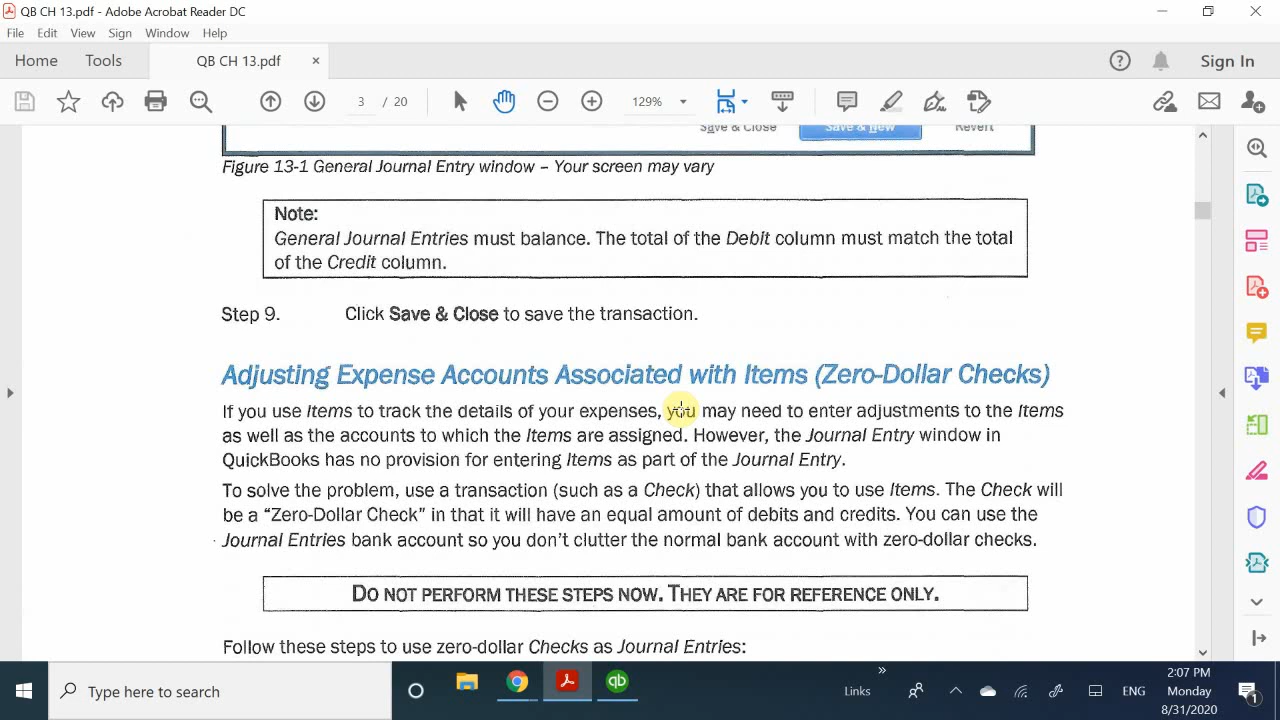 QB CH 13.pdf - Adobe Acrobat Reader DC
File Edit View Sign Window Help
Home Tools QB CH 13.pdf × Sign In
3 / 20 129%
Save & Close Save & New Revert
Figure 13-1 General Journal Entry window – Your screen may vary
Note:
General Journal Entries must balance. The total of the Debit column must match the total
of the Credit column.
Step 9. Click Save & Close to save the transaction.
Adjusting Expense Accounts Associated with Items (Zero-Dollar Checks)
If you use Items to track the details of your expenses, you may need to enter adjustments to the Items
as well as the accounts to which the Items are assigned. However, the Journal Entry window in
QuickBooks has no provision for entering Items as part of the Journal Entry.
To solve the problem, use a transaction (such as a Check) that allows you to use Items. The Check will
be a “Zero-Dollar Check” in that it will have an equal amount of debits and credits. You can use the
Journal Entries bank account so you don’t clutter the normal bank account with zero-dollar checks.
DO NOT PERFORM THESE STEPS NOW. THEY ARE FOR REFERENCE ONLY.
Follow these steps to use zero-dollar Checks as Journal Entries:
Type here to search
qb
Links
ENG
2:07 PM
Monday
8/31/2020
1